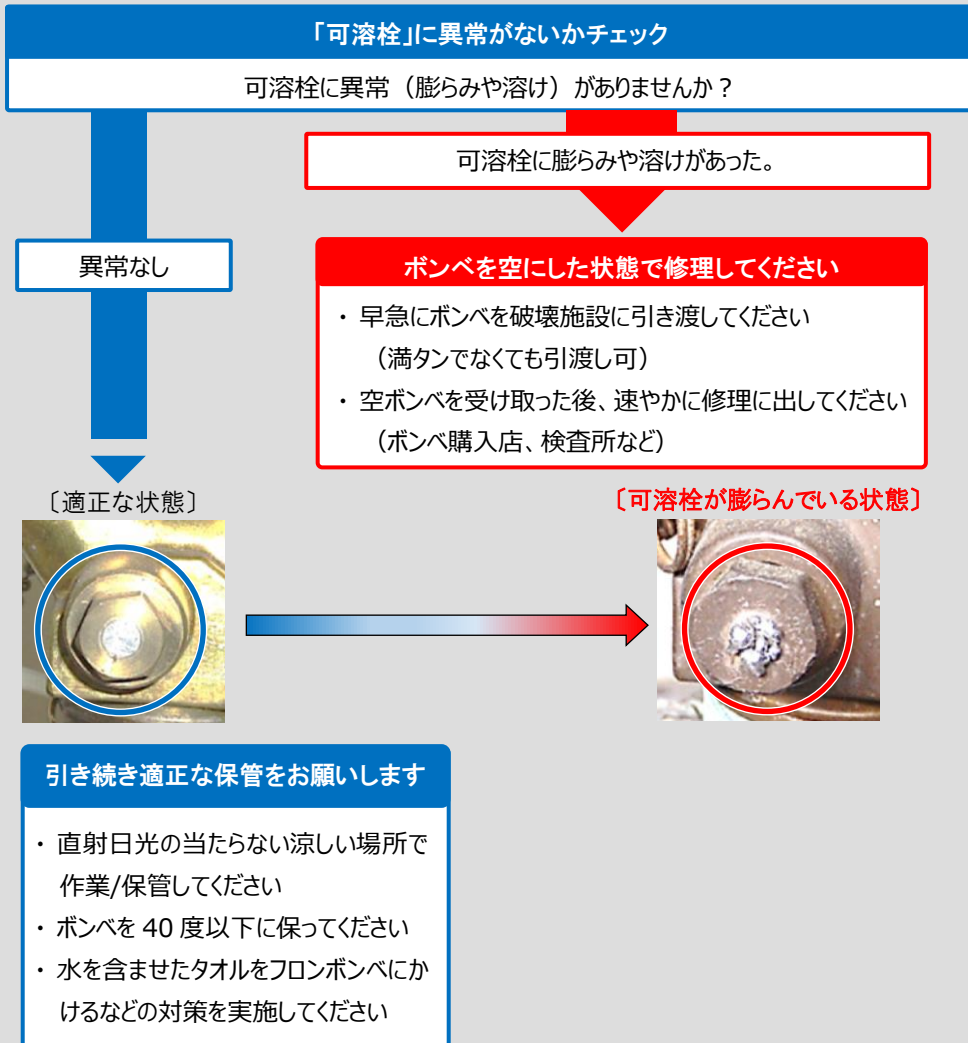 「可溶栓」に異常がないかチェック
可溶栓に異常（膨らみや溶け）がありませんか？
可溶栓に膨らみや溶けがあった。
異常なし
ボンベを空にした状態で修理してください
・ 早急にボンベを破壊施設に引き渡してください
（満タンでなくても引渡し可）
・ 空ボンベを受け取った後、速やかに修理に出してください
（ボンベ購入店、検査所など）
〔適正な状態〕
〔可溶栓が膨らんでいる状態〕
引き続き適正な保管をお願いします
・ 直射日光の当たらない涼しい場所で
作業/保管してください
・ ボンベを 40 度以下に保ってください
・ 水を含ませたタオルをフロンボンベにか
けるなどの対策を実施してください